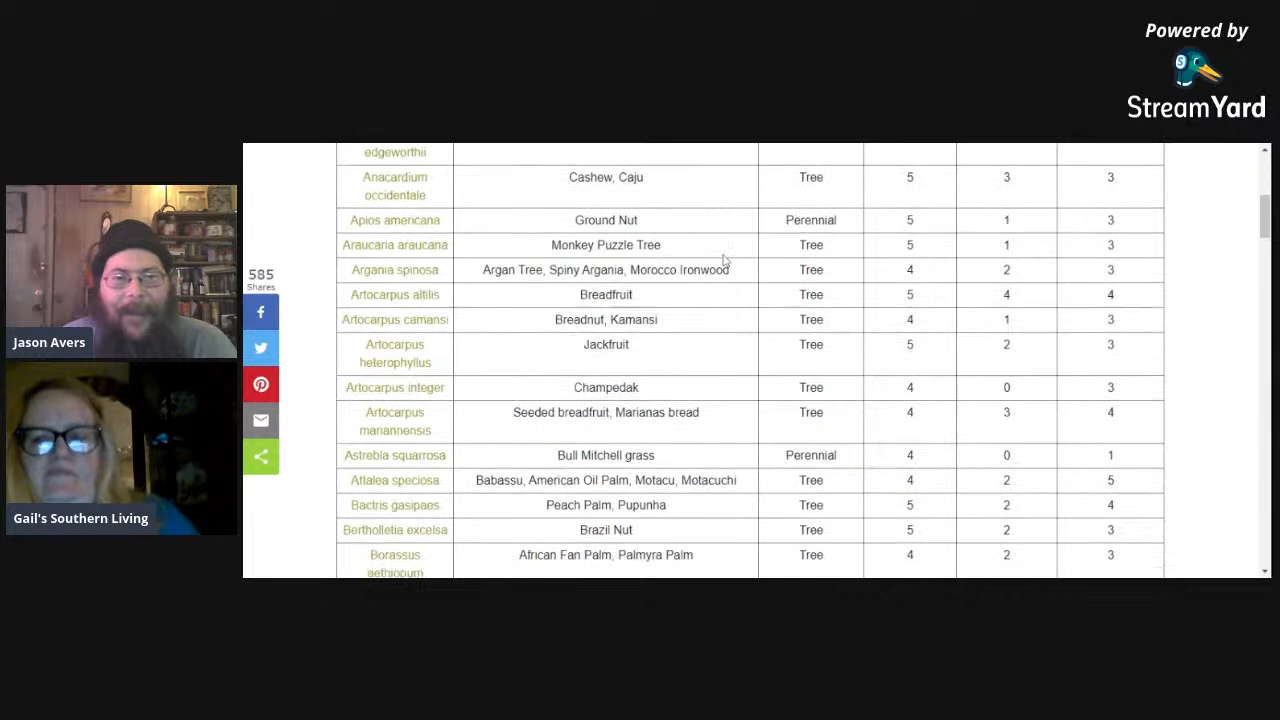 Powered by
StreamYard
edgeworthii
Anacardium occidentale Cashew, Caju Tree 5 3 3
Apios americana Ground Nut Perennial 5 1 3
Araucaria araucana Monkey Puzzle Tree Tree 5 1 3
Argania spinosa Argan Tree, Spiny Argania, Morocco Ironwood Tree 4 2 3
Artocarpus altilis Breadfruit Tree 5 4 4
Artocarpus camansi Breadnut, Kamansi Tree 4 1 3
Artocarpus heterophyllus Jackfruit Tree 5 2 3
Artocarpus integer Champedak Tree 4 0 3
Artocarpus mariannensis Seeded breadfruit, Marianas bread Tree 4 3 4
Astrebla squarrosa Bull Mitchell grass Perennial 4 0 1
Attalea speciosa Babassu, American Oil Palm, Motacu, Motacuchi Tree 4 2 5
Bactris gasipaes Peach Palm, Pupunha Tree 5 2 4
Bertholletia excelsa Brazil Nut Tree 5 2 3
Borassus aethiopum African Fan Palm, Palmyra Palm Tree 4 2 3
585
Shares
Jason Avers
Gail's Southern Living